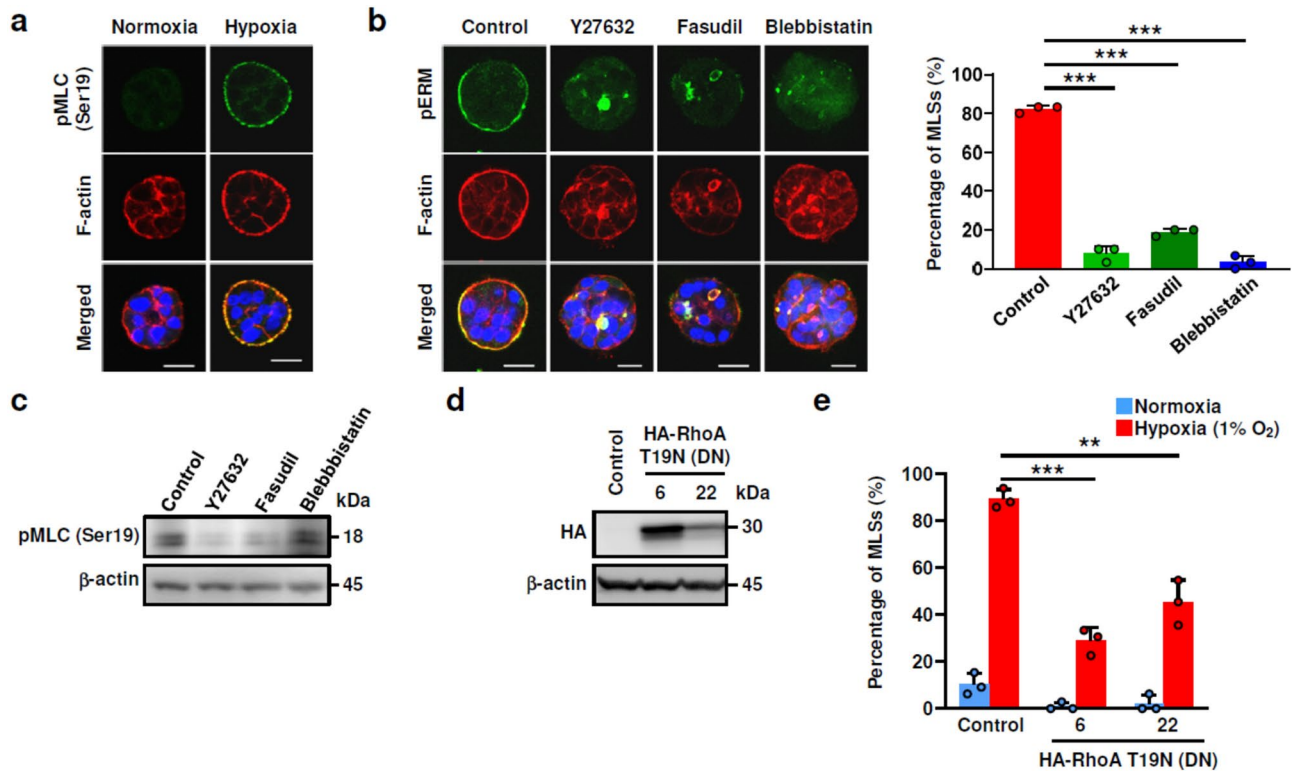 a
Normoxia Hypoxia
pMLC
(Ser19)
F-actin
Merged
b
Control Y27632 Fasudil Blebbistatin
pERM
F-actin
Merged
Percentage of MLSs (%)
100
80
60
40
20
0
***
***
***
Control
Y27632
Fasudil
Blebbistatin
c
Control
Y27632
Fasudil
Blebbbistatin
kDa
pMLC (Ser19)
18
β-actin
45
d
Control
HA-RhoA
T19N (DN)
6 22 kDa
HA
30
β-actin
45
e
Normoxia
Hypoxia (1% O₂)
Percentage of MLSs (%)
100
80
60
40
20
0
**
***
Control 6 22
HA-RhoA T19N (DN)